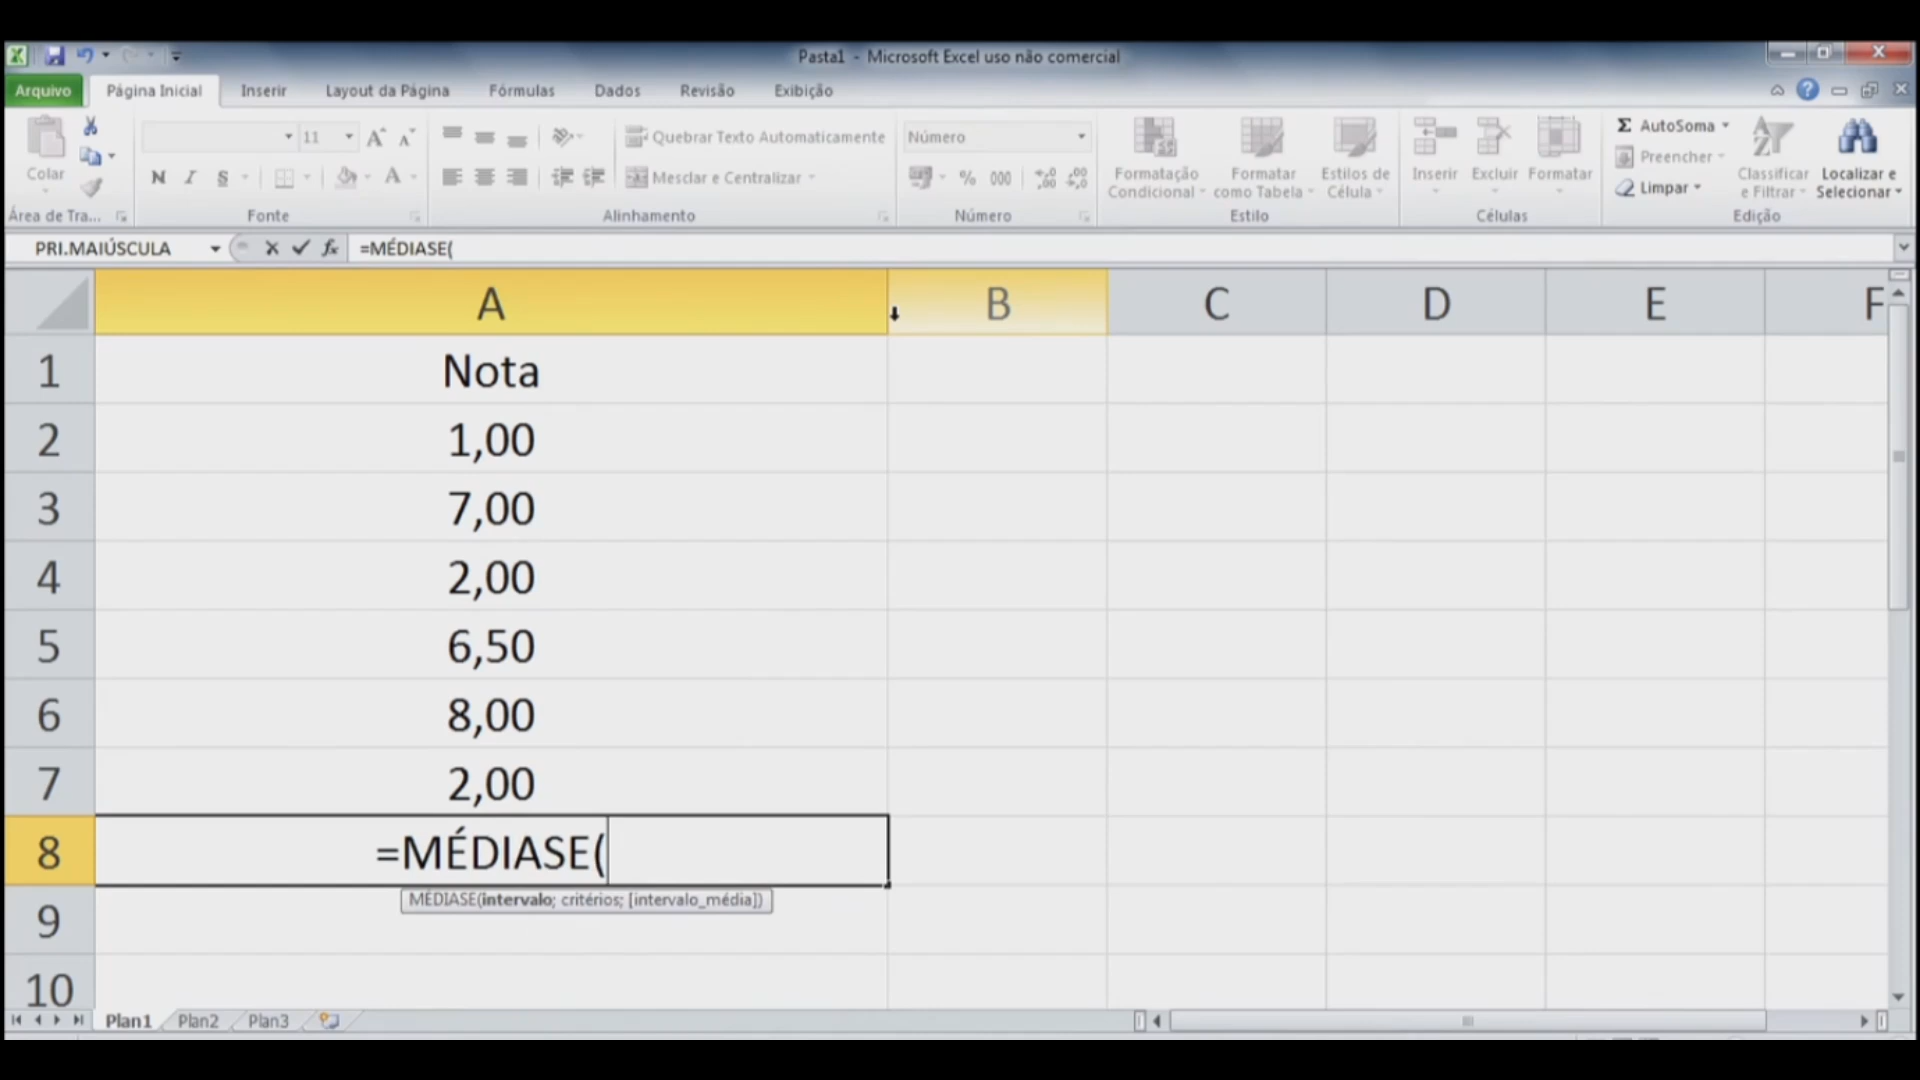 Pasta1 - Microsoft Excel uso não comercial
Arquivo Página Inicial Inserir Layout da Página Fórmulas Dados Revisão Exibição
Colar
Área de Tra...
11
N I S
Fonte
Quebrar Texto Automaticamente
Mesclar e Centralizar
Alinhamento
Número
% 000
Número
Formatação Condicional
Formatar como Tabela
Estilos de Célula
Estilo
Inserir Excluir Formatar
Células
Σ AutoSoma
Preencher
Limpar
Classificar e Filtrar
Localizar e Selecionar
Edição
PRI.MAIÚSCULA fx =MÉDIASE(
A B C D E F
1 Nota
2 1,00
3 7,00
4 2,00
5 6,50
6 8,00
7 2,00
8 =MÉDIASE(
MÉDIASE(intervalo; critérios; [intervalo_média])
9
10
Plan1 Plan2 Plan3